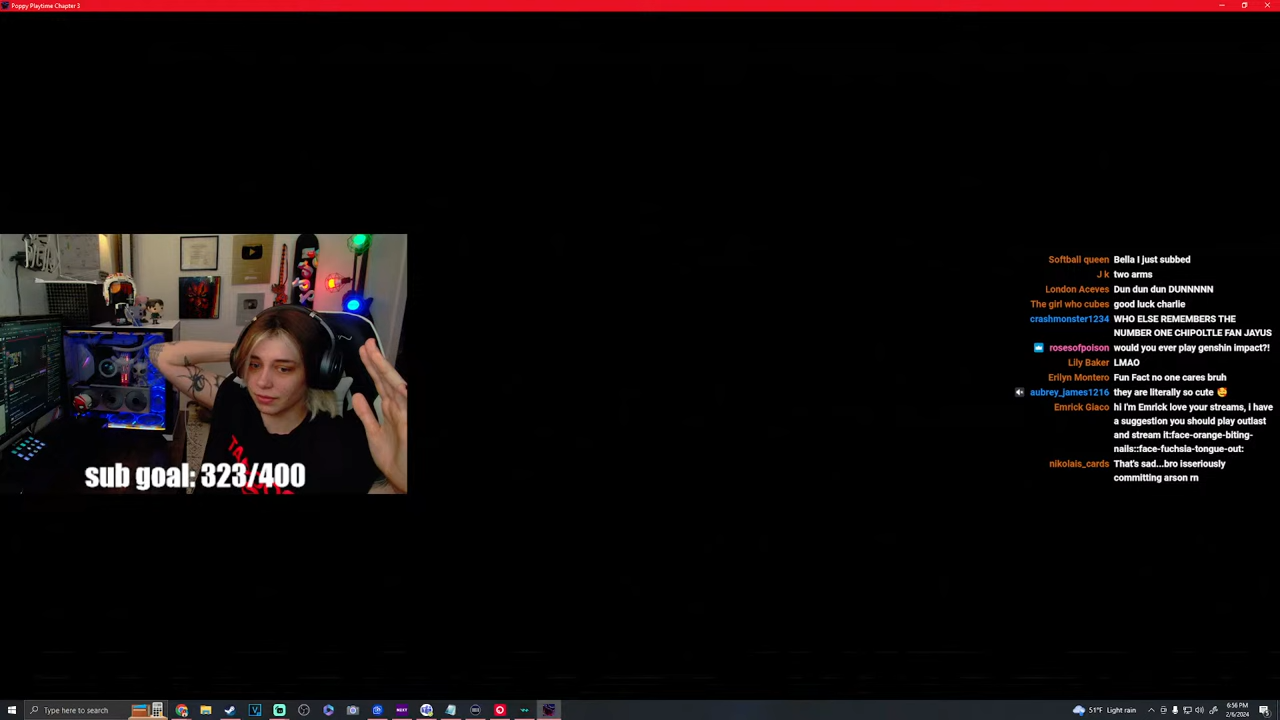 Poppy Playtime Chapter 3
Softball queen Bella I just subbed
J k two arms
London Aceves Dun dun dun DUNNNNN
The girl who cubes good luck charlie
crashmonster1234 WHO ELSE REMEMBERS THE
NUMBER ONE CHIPOLTLE FAN JAYUS
rosesofpoison would you ever play genshin impact?!
Lily Baker LMAO
Erilyn Montero Fun Fact no one cares bruh
aubrey_james1216 they are literally so cute 🤩
Emrick Giaco hi I'm Emrick love your streams, i have
a suggestion you should play outlast
and stream it:face-orange-biting-
nails::face-fuchsia-tongue-out:
nikolais_cards That's sad...bro isseriously
committing arson rn
sub goal: 323/400
Type here to search
51°F Light rain
6:56 PM
2/6/2024